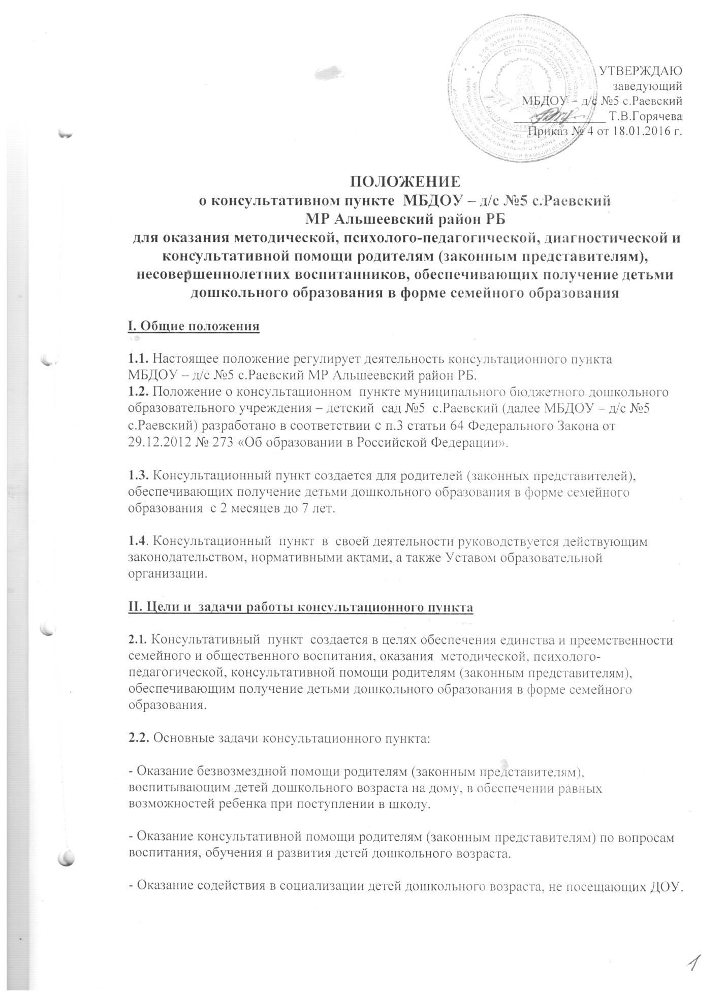 УТВЕРЖДАЮ
заведующий
МБДОУ – д/с №5 с.Раевский
Т.В.Горячева
Приказ № 4 от 18.01.2016 г.
ПОЛОЖЕНИЕ
о консультативном пункте МБДОУ – д/с №5 с.Раевский
МР Альшеевский район РБ
для оказания методической, психолого-педагогической, диагностической и
консультативной помощи родителям (законным представителям),
несовершеннолетних воспитанников, обеспечивающих получение детьми
дошкольного образования в форме семейного образования
I. Общие положения
1.1. Настоящее положение регулирует деятельность консультационного пункта
МБДОУ – д/с №5 с.Раевский МР Альшеевский район РБ.
1.2. Положение о консультационном пункте муниципального бюджетного дошкольного
образовательного учреждения – детский сад №5 с.Раевский (далее МБДОУ – д/с №5
с.Раевский) разработано в соответствии с п.3 статьи 64 Федерального Закона от
29.12.2012 № 273 «Об образовании в Российской Федерации».
1.3. Консультационный пункт создается для родителей (законных представителей),
обеспечивающих получение детьми дошкольного образования в форме семейного
образования с 2 месяцев до 7 лет.
1.4. Консультационный пункт в своей деятельности руководствуется действующим
законодательством, нормативными актами, а также Уставом образовательной
организации.
II. Цели и задачи работы консультационного пункта
2.1. Консультативный пункт создается в целях обеспечения единства и преемственности
семейного и общественного воспитания, оказания методической, психолого-
педагогической, консультативной помощи родителям (законным представителям),
обеспечивающим получение детьми дошкольного образования в форме семейного
образования.
2.2. Основные задачи консультационного пункта:
- Оказание безвозмездной помощи родителям (законным представителям),
воспитывающим детей дошкольного возраста на дому, в обеспечении равных
возможностей ребенка при поступлении в школу.
- Оказание консультативной помощи родителям (законным представителям) по вопросам
воспитания, обучения и развития детей дошкольного возраста.
- Оказание содействия в социализации детей дошкольного возраста, не посещающих ДОУ.
1